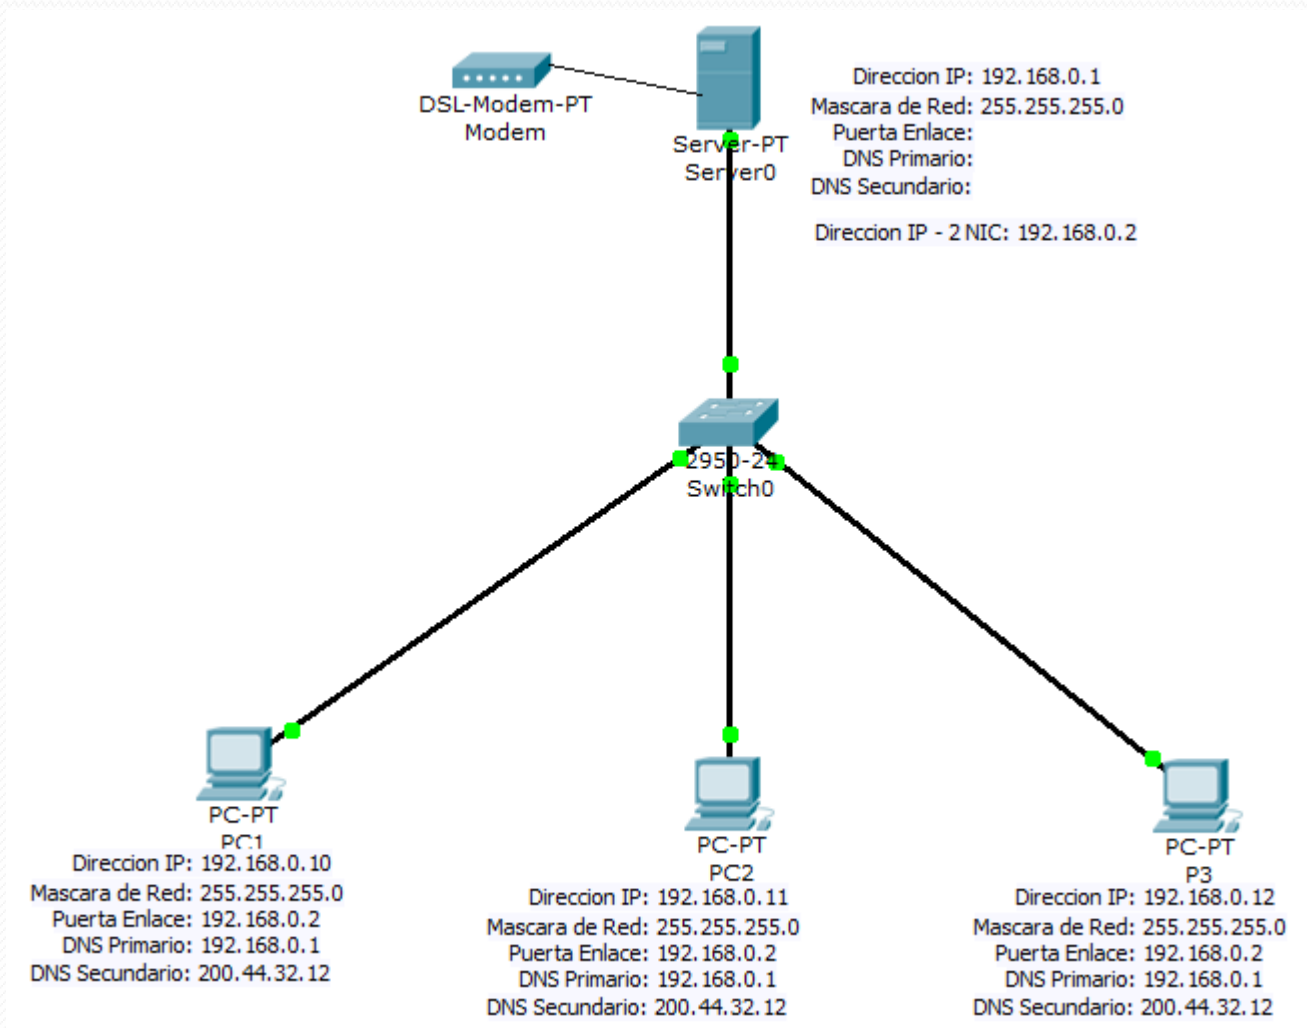 DSL-Modem-PT
Modem
Server-PT
Server0
Direccion IP: 192.168.0.1
Mascara de Red: 255.255.255.0
Puerta Enlace:
DNS Primario:
DNS Secundario:
Direccion IP - 2 NIC: 192.168.0.2
2950-24
Switch0
PC-PT
PC1
Direccion IP: 192.168.0.10
Mascara de Red: 255.255.255.0
Puerta Enlace: 192.168.0.2
DNS Primario: 192.168.0.1
DNS Secundario: 200.44.32.12
PC-PT
PC2
Direccion IP: 192.168.0.11
Mascara de Red: 255.255.255.0
Puerta Enlace: 192.168.0.2
DNS Primario: 192.168.0.1
DNS Secundario: 200.44.32.12
PC-PT
P3
Direccion IP: 192.168.0.12
Mascara de Red: 255.255.255.0
Puerta Enlace: 192.168.0.2
DNS Primario: 192.168.0.1
DNS Secundario: 200.44.32.12